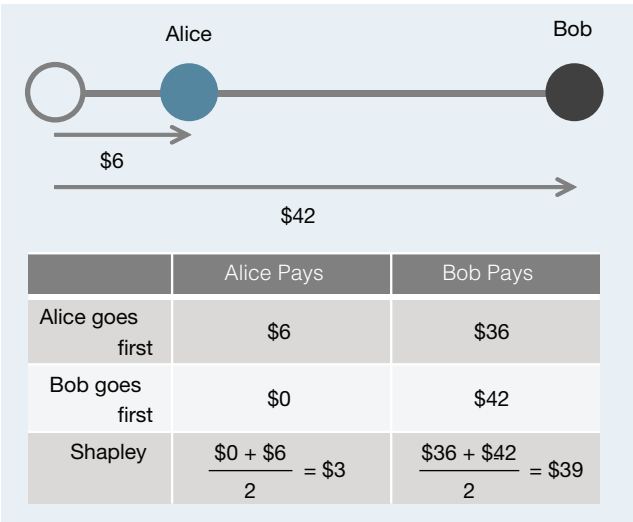 Alice
Bob
$6
$42
Alice Pays
Bob Pays
Alice goes
first
$6
$36
Bob goes
first
$0
$42
Shapley
$0 + $6
2
= $3
$36 + $42
2
= $39